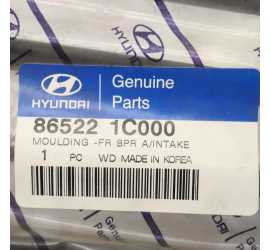 HYUNDAI
Genuine
Parts
86522 1C000
MOULDING -FR BPR A/INTAKE
1 PC WD MADE IN KOREA